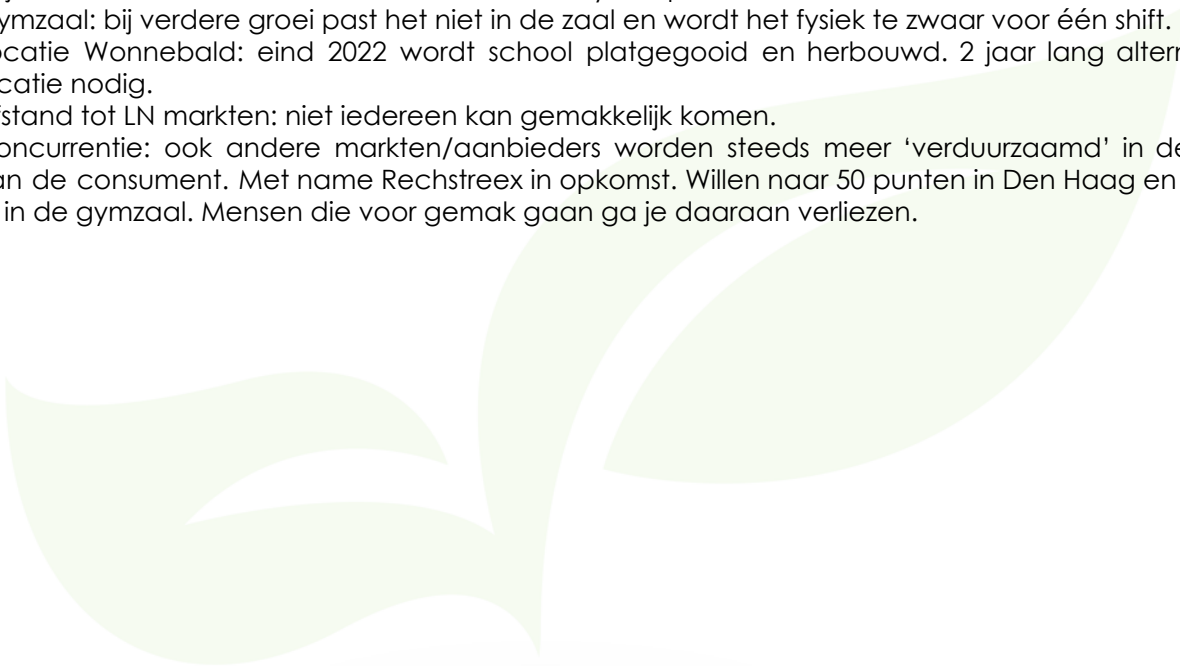 ymzaal: bij verdere groei past het niet in de zaal en wordt het fysiek te zwaar voor één shift.
ocatie Wonnebald: eind 2022 wordt school platgegooid en herbouwd. 2 jaar lang altern
catie nodig.
fstand tot LN markten: niet iedereen kan gemakkelijk komen.
oncurrentie: ook andere markten/aanbieders worden steeds meer ‘verduurzaamd’ in de
an de consument. Met name Rechstreex in opkomst. Willen naar 50 punten in Den Haag en
in de gymzaal. Mensen die voor gemak gaan ga je daaraan verliezen.